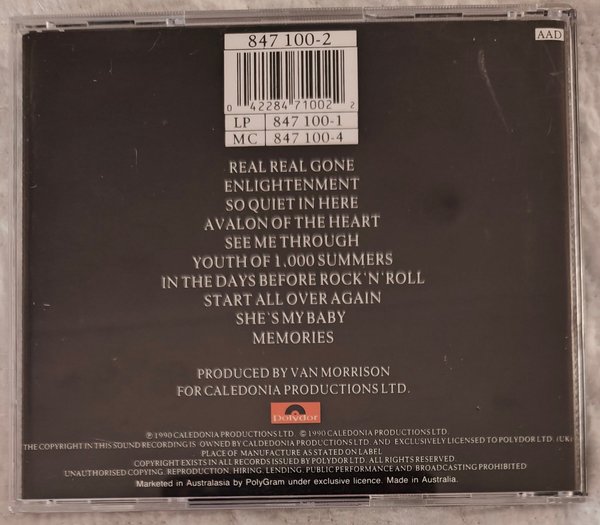 847 100-2
AAD
0 42284 71002 2
LP 847 100-1
MC 847 100-4
REAL REAL GONE
ENLIGHTENMENT
SO QUIET IN HERE
AVALON OF THE HEART
SEE ME THROUGH
YOUTH OF 1,000 SUMMERS
IN THE DAYS BEFORE ROCK'N'ROLL
START ALL OVER AGAIN
SHE'S MY BABY
MEMORIES
PRODUCED BY VAN MORRISON
FOR CALEDONIA PRODUCTIONS LTD.
Polydor
℗ 1990 CALEDONIA PRODUCTIONS LTD. © 1990 CALEDONIA PRODUCTIONS LTD.
THE COPYRIGHT IN THIS SOUND RECORDING IS OWNED BY CALEDONIA PRODUCTIONS LTD. AND EXCLUSIVELY LICENSED TO POLYDOR LTD. (UK)
PLACE OF MANUFACTURE AS STATED ON LABEL
COPYRIGHT EXISTS IN ALL RECORDS ISSUED BY POLYDOR LTD. ALL RIGHTS RESERVED
UNAUTHORISED COPYING, REPRODUCTION, HIRING, LENDING, PUBLIC PERFORMANCE AND BROADCASTING PROHIBITED
Marketed in Australasia by PolyGram under exclusive licence. Made in Australia.